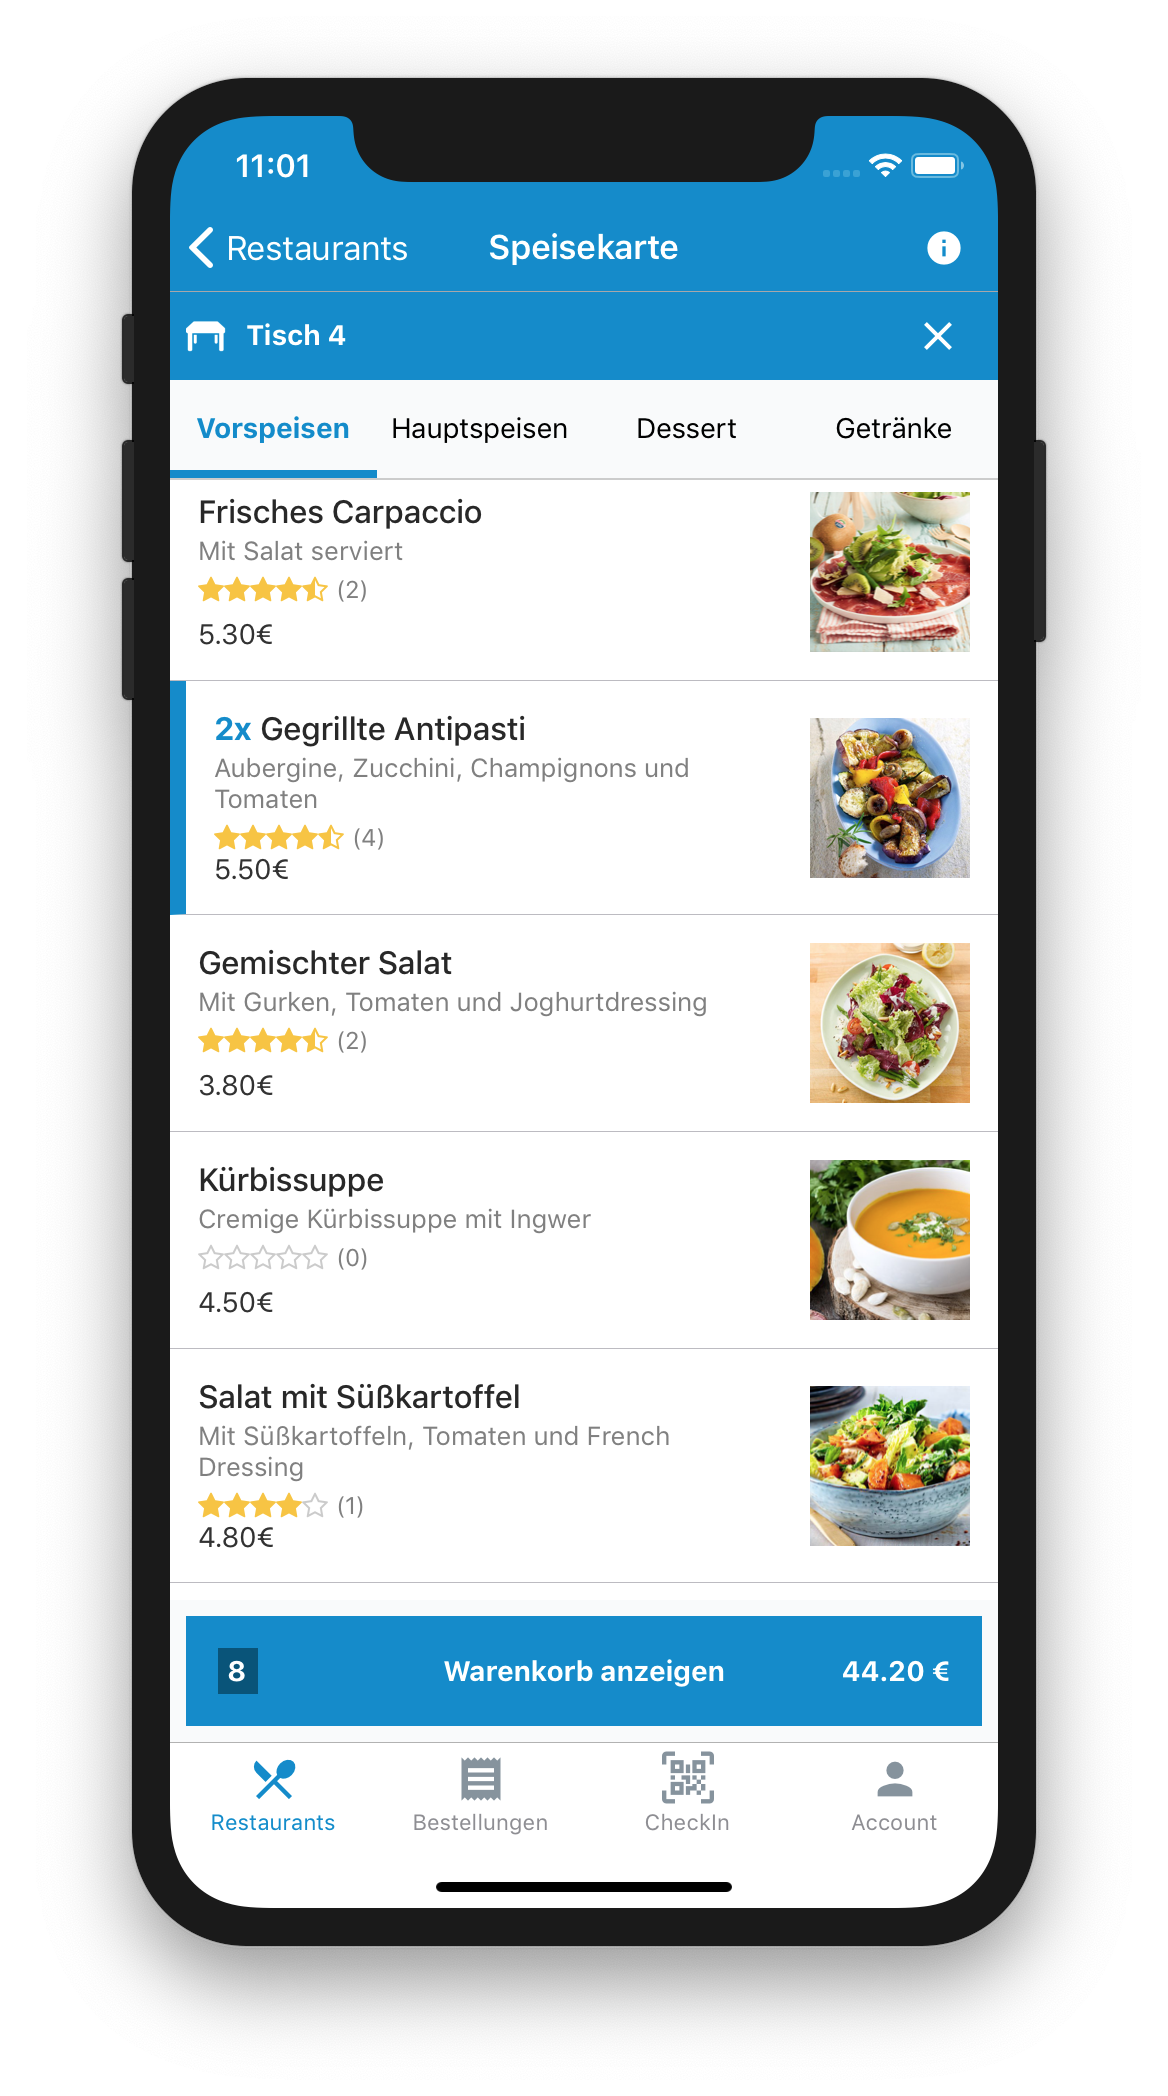 11:01
Restaurants
Speisekarte
Tisch 4
Vorspeisen Hauptspeisen Dessert Getränke
Frisches Carpaccio
Mit Salat serviert
(2)
5.30€
2x Gegrillte Antipasti
Aubergine, Zucchini, Champignons und
Tomaten
(4)
5.50€
Gemischter Salat
Mit Gurken, Tomaten und Joghurtdressing
(2)
3.80€
Kürbissuppe
Cremige Kürbissuppe mit Ingwer
(0)
4.50€
Salat mit Süßkartoffel
Mit Süßkartoffeln, Tomaten und French
Dressing
(1)
4.80€
8 Warenkorb anzeigen 44.20 €
Restaurants Bestellungen CheckIn Account